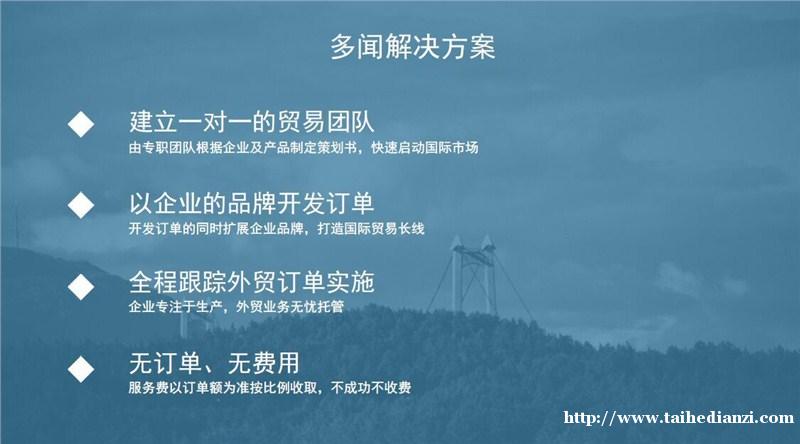 多闻解决方案
建立一对一的贸易团队
由专职团队根据企业及产品制定策划书，快速启动国际市场
以企业的品牌开发订单
开发订单的同时扩展企业品牌，打造国际贸易长线
全程跟踪外贸订单实施
企业专注于生产，外贸业务无忧托管
无订单、无费用
服务费以订单额为准按比例收取，不成功不收费
http://www.taihedianzi.com